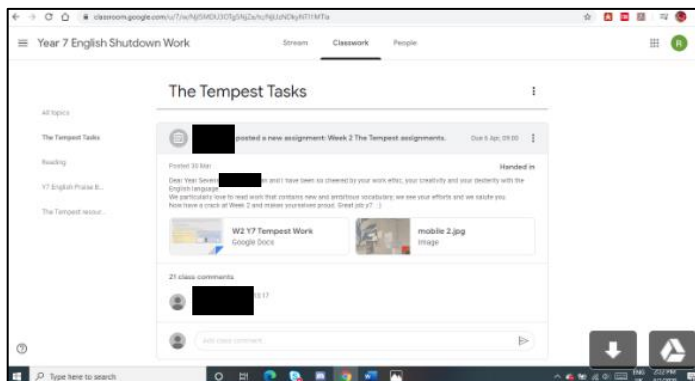 classroom.google.com
Year 7 English Shutdown Work
Stream
Classwork
People
R
The Tempest Tasks
All topics
The Tempest Tasks
Reading
Y7 English Praise B...
The Tempest resour...
posted a new assignment: Week 2 The Tempest assignments.
Due 6 Apr, 09:00
Posted 30 Mar
Handed in
Dear Year Seven and I have been so cheered by your work ethic, your creativity and your dexterity with the
English language
We particularly love to read work that contains new and ambitious vocabulary; we see your efforts and we salute you.
Now have a crack at Week 2 and makes yourselves proud. Great job y7 :)
W2 Y7 Tempest Work
Google Docs
mobile 2.jpg
Image
21 class comments
Add class comment
Type here to search
ENG
2:52 PM